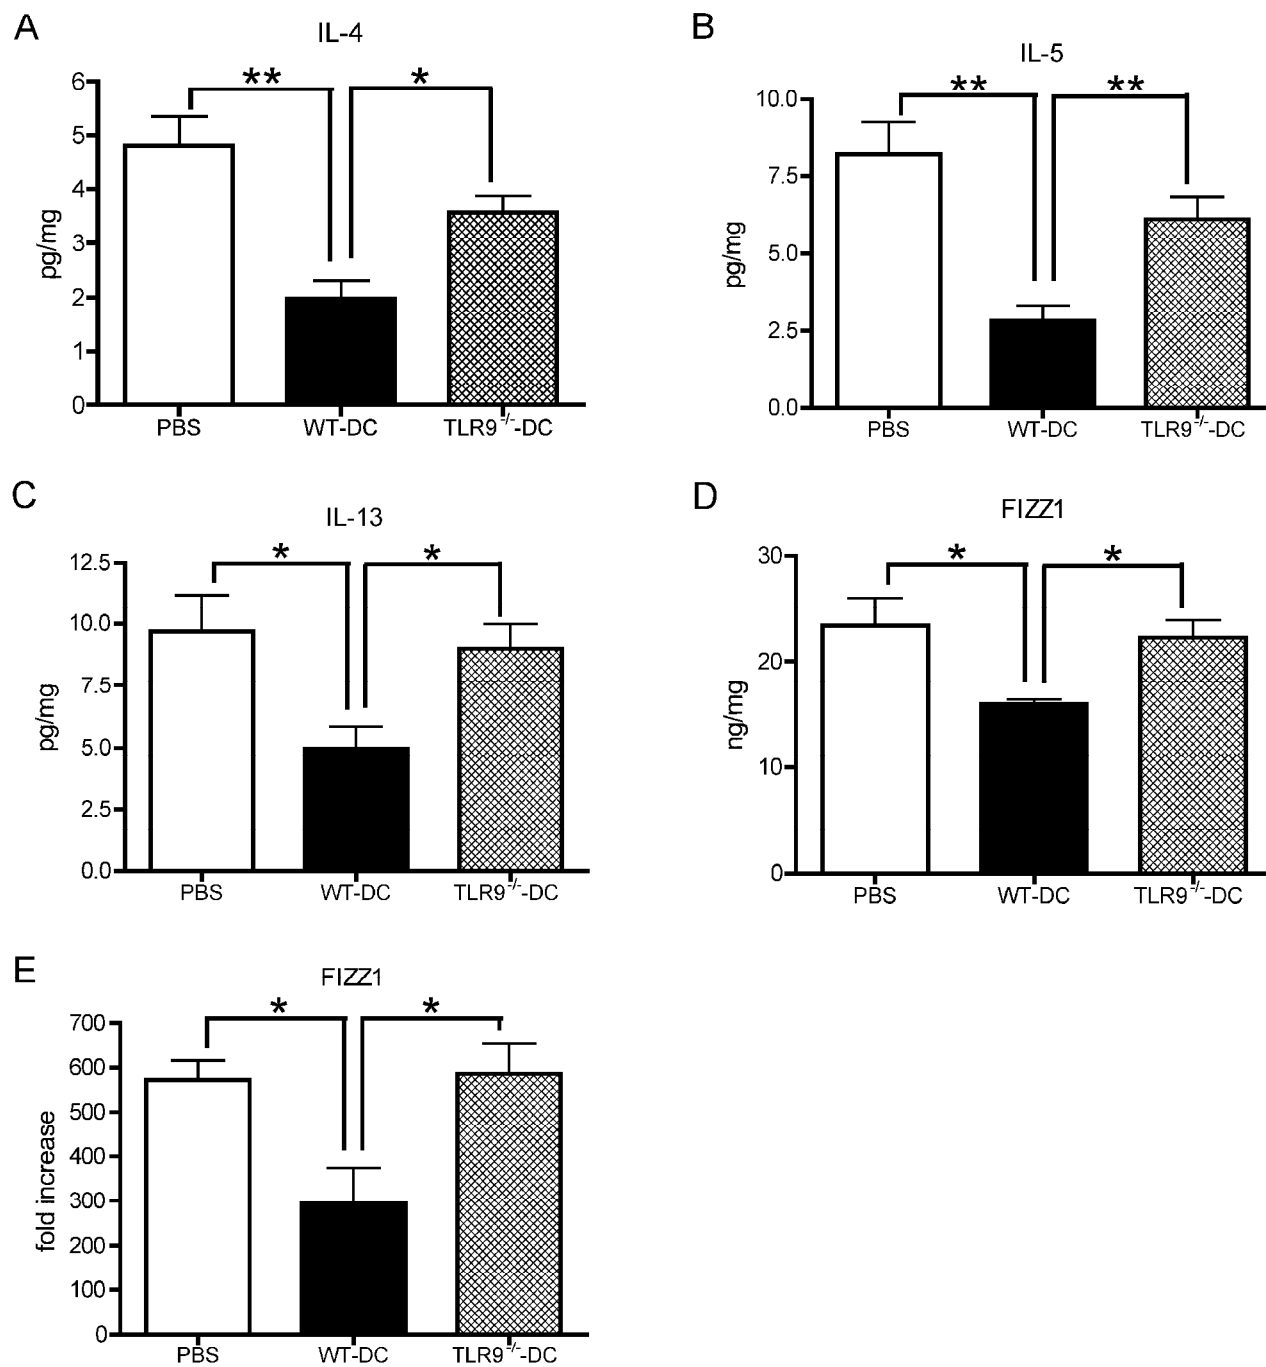 A
IL-4
** *
6
5
4
3
2
1
0
pg/mg
PBS WT-DC TLR9-/--DC
B
IL-5
** **
10.0
7.5
5.0
2.5
0.0
pg/mg
PBS WT-DC TLR9-/--DC
C
IL-13
* *
12.5
10.0
7.5
5.0
2.5
0.0
pg/mg
PBS WT-DC TLR9-/--DC
D
FIZZ1
* *
30
20
10
0
ng/mg
PBS WT-DC TLR9-/--DC
E
FIZZ1
* *
700
600
500
400
300
200
100
0
fold increase
PBS WT-DC TLR9-/--DC